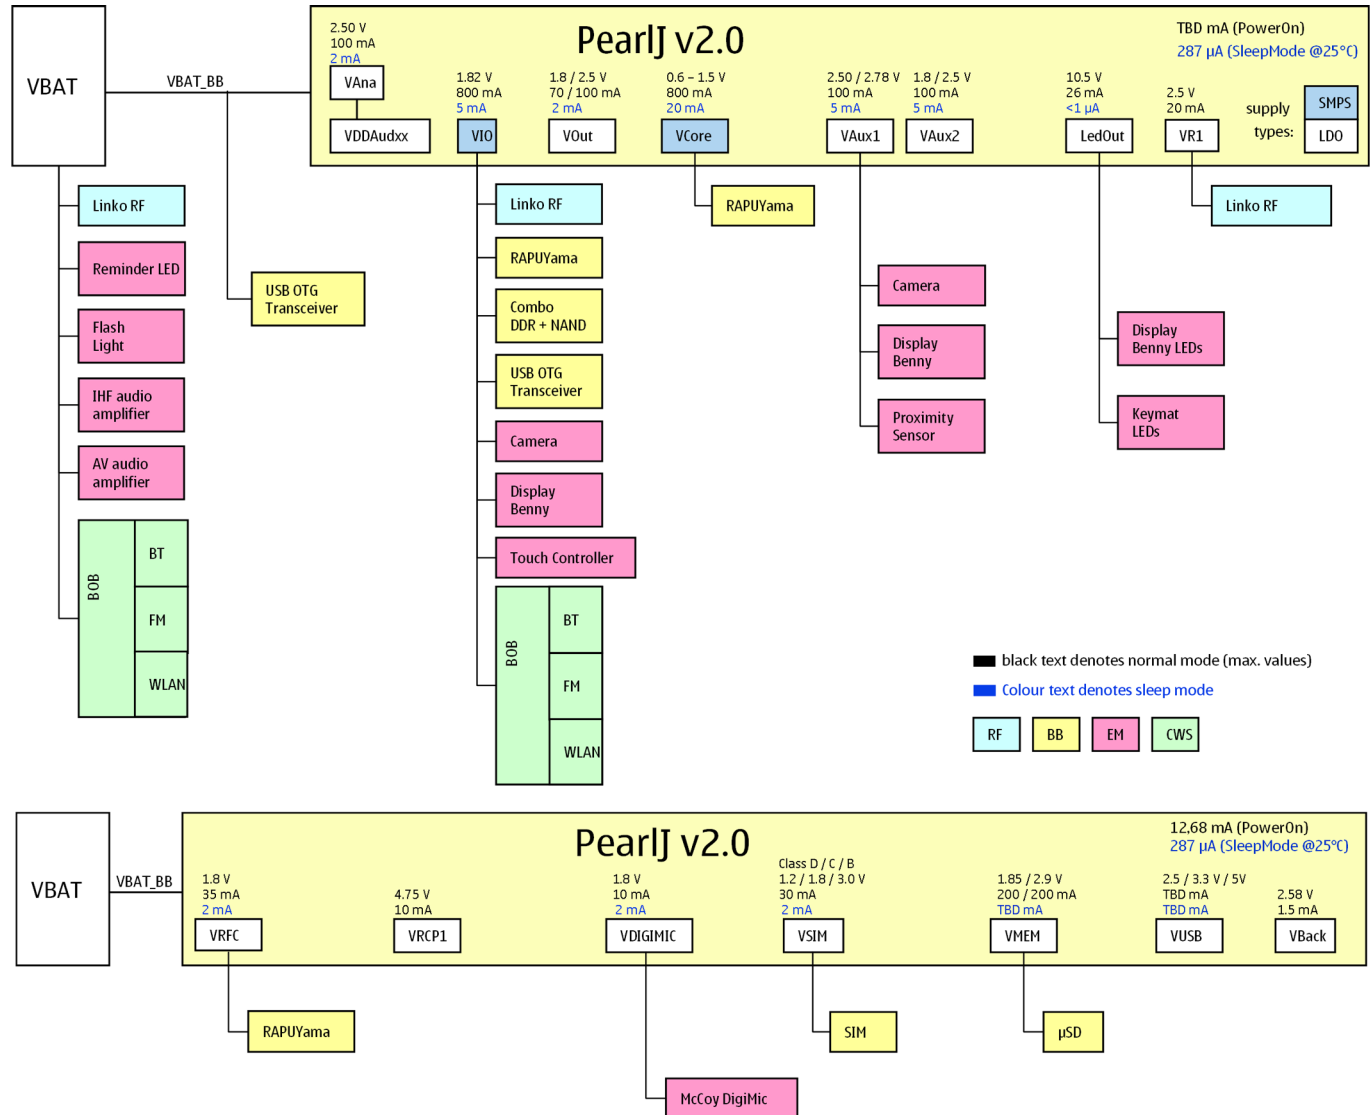 VBAT
VBAT_BB
PearlJ v2.0
TBD mA (PowerOn)
287 µA (SleepMode @25°C)
2.50 V
100 mA
2 mA
VAna
VDDAudxx
1.82 V
800 mA
5 mA
VIO
1.8 / 2.5 V
70 / 100 mA
2 mA
VOut
0.6 – 1.5 V
800 mA
20 mA
VCore
2.50 / 2.78 V
100 mA
5 mA
VAux1
1.8 / 2.5 V
100 mA
5 mA
VAux2
10.5 V
26 mA
<1 µA
LedOut
2.5 V
20 mA
VR1
supply
types:
SMPS
LDO
Linko RF
Reminder LED
Flash
Light
IHF audio
amplifier
AV audio
amplifier
BOB
BT
FM
WLAN
USB OTG
Transceiver
Linko RF
RAPUYama
Combo
DDR + NAND
USB OTG
Transceiver
Camera
Display
Benny
Touch Controller
BOB
BT
FM
WLAN
RAPUYama
Camera
Display
Benny
Proximity
Sensor
Display
Benny LEDs
Keymat
LEDs
Linko RF
black text denotes normal mode (max. values)
Colour text denotes sleep mode
RF
BB
EM
CWS
VBAT
VBAT_BB
PearlJ v2.0
12,68 mA (PowerOn)
287 µA (SleepMode @25°C)
1.8 V
35 mA
2 mA
VRFC
4.75 V
10 mA
VRCP1
1.8 V
10 mA
2 mA
VDIGIMIC
Class D / C / B
1.2 / 1.8 / 3.0 V
30 mA
2 mA
VSIM
1.85 / 2.9 V
200 / 200 mA
TBD mA
VMEM
2.5 / 3.3 V / 5V
TBD mA
TBD mA
VUSB
2.58 V
1.5 mA
VBack
RAPUYama
McCoy DigiMic
SIM
µSD